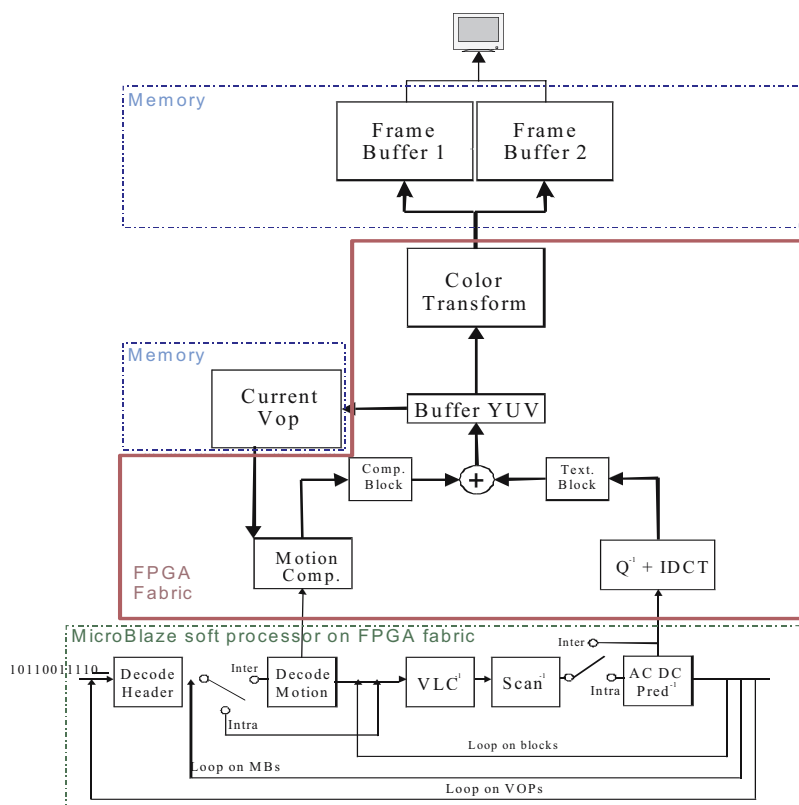 Memory
Frame
Buffer 1
Frame
Buffer 2
Color
Transform
Memory
Current
Vop
Buffer YUV
Comp.
Block
+
Text.
Block
Motion
Comp.
Q-1 + IDCT
FPGA
Fabric
MicroBlaze soft processor on FPGA fabric
10110011110...
Decode
Header
Inter
Intra
Decode
Motion
VLC-1
Scan-1
Inter
Intra
AC DC
Pred-1
Loop on blocks
Loop on MBs
Loop on VOPs